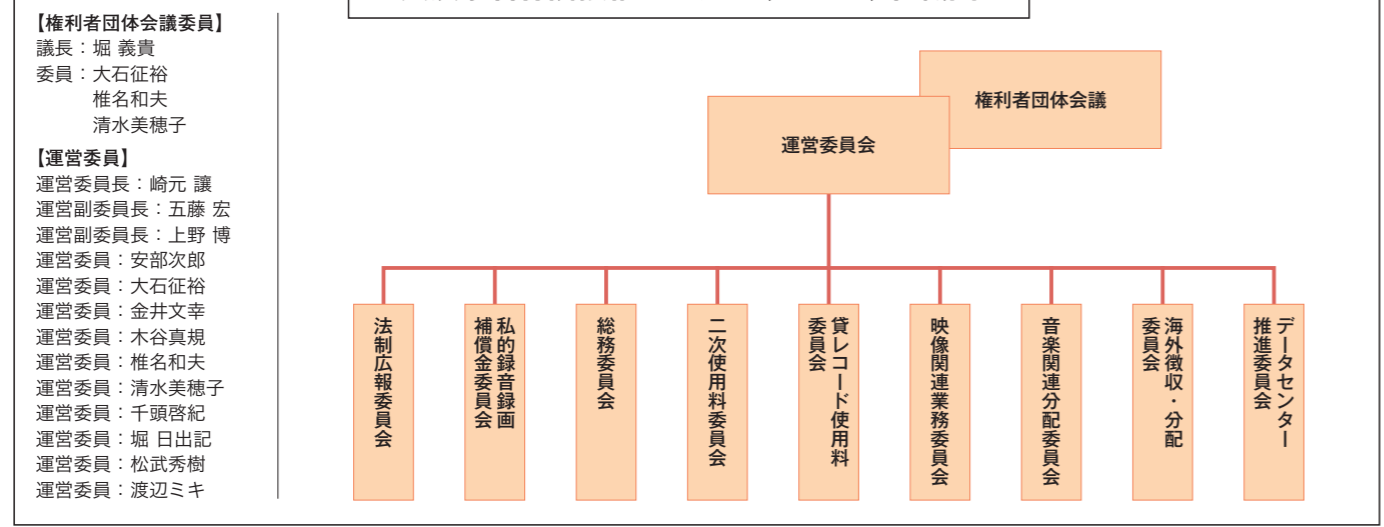 【権利者団体会議委員】
議長：堀 義貴
委員：大石征裕
椎名和夫
清水美穂子
【運営委員】
運営委員長：崎元 讓
運営副委員長：五藤 宏
運営副委員長：上野 博
運営委員：安部次郎
運営委員：大石征裕
運営委員：金井文幸
運営委員：木谷真規
運営委員：椎名和夫
運営委員：清水美穂子
運営委員：千頭啓紀
運営委員：堀 日出記
運営委員：松武秀樹
運営委員：渡辺ミキ
権利者団体会議
運営委員会
法制広報委員会
私的録音録画
補償金委員会
総務委員会
二次使用料委員会
貸レコード使用料
委員会
映像関連業務委員会
音楽関連分配委員会
海外徴収・分配
委員会
データセンター
推進委員会